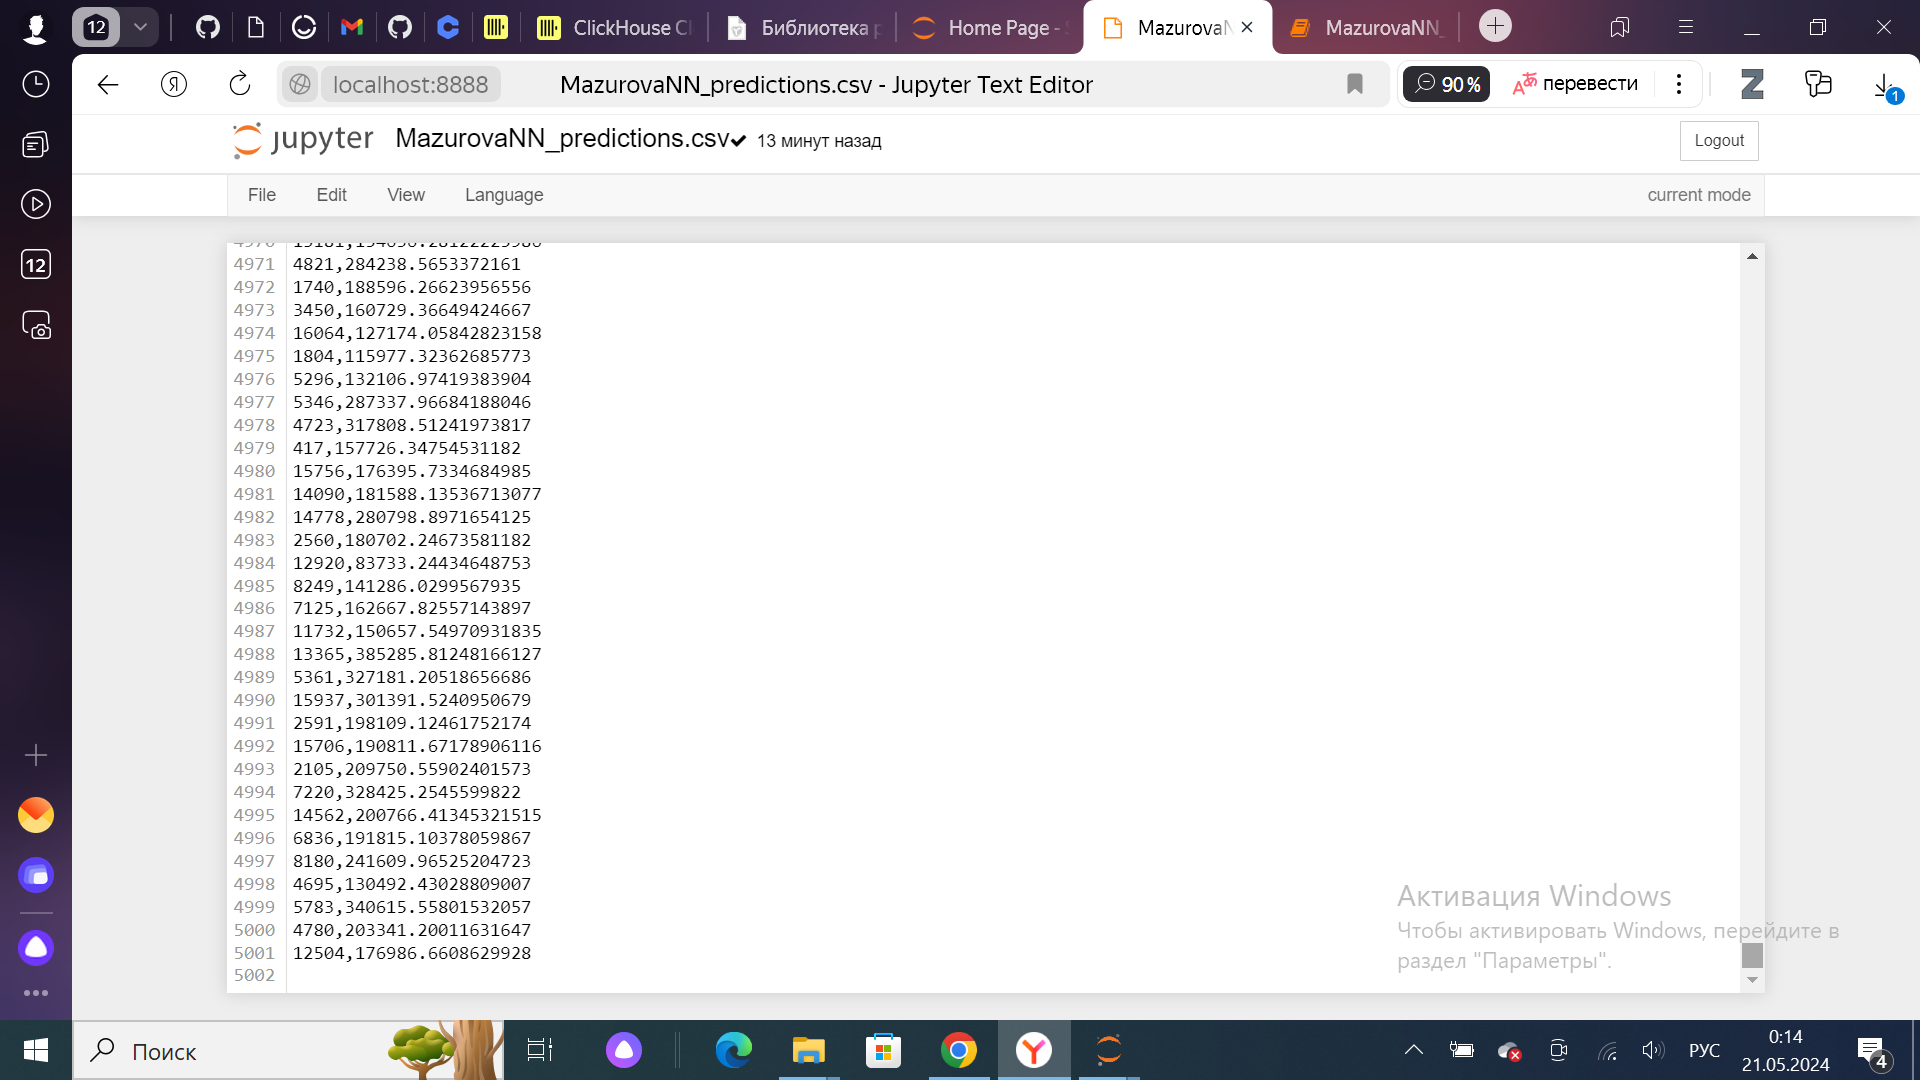 12
ClickHouse Cl
Библиотека р
Home Page - S
MazurovaN
MazurovaNN_
localhost:8888
MazurovaNN_predictions.csv - Jupyter Text Editor
90 %
перевести
1
jupyter
MazurovaNN_predictions.csv
13 минут назад
Logout
File
Edit
View
Language
current mode
12
4971 4821,284238.5653372161
4972 1740,188596.26623956556
4973 3450,160729.36649424667
4974 16064,127174.05842823158
4975 1804,115977.32362685773
4976 5296,132106.97419383904
4977 5346,287337.96684188046
4978 4723,317808.51241973817
4979 417,157726.34754531182
4980 15756,176395.7334684985
4981 14090,181588.13536713077
4982 14778,280798.8971654125
4983 2560,180702.24673581182
4984 12920,83733.24434648753
4985 8249,141286.0299567935
4986 7125,162667.82557143897
4987 11732,150657.54970931835
4988 13365,385285.81248166127
4989 5361,327181.20518656686
4990 15937,301391.5240950679
4991 2591,198109.12461752174
4992 15706,190811.67178906116
4993 2105,209750.55902401573
4994 7220,328425.2545599822
4995 14562,200766.41345321515
4996 6836,191815.10378059867
4997 8180,241609.96525204723
4998 4695,130492.43028809007
4999 5783,340615.55801532057
5000 4780,203341.20011631647
5001 12504,176986.6608629928
5002
Активация Windows
Чтобы активировать Windows, перейдите в
раздел "Параметры".
Поиск
РУС
0:14
21.05.2024
4